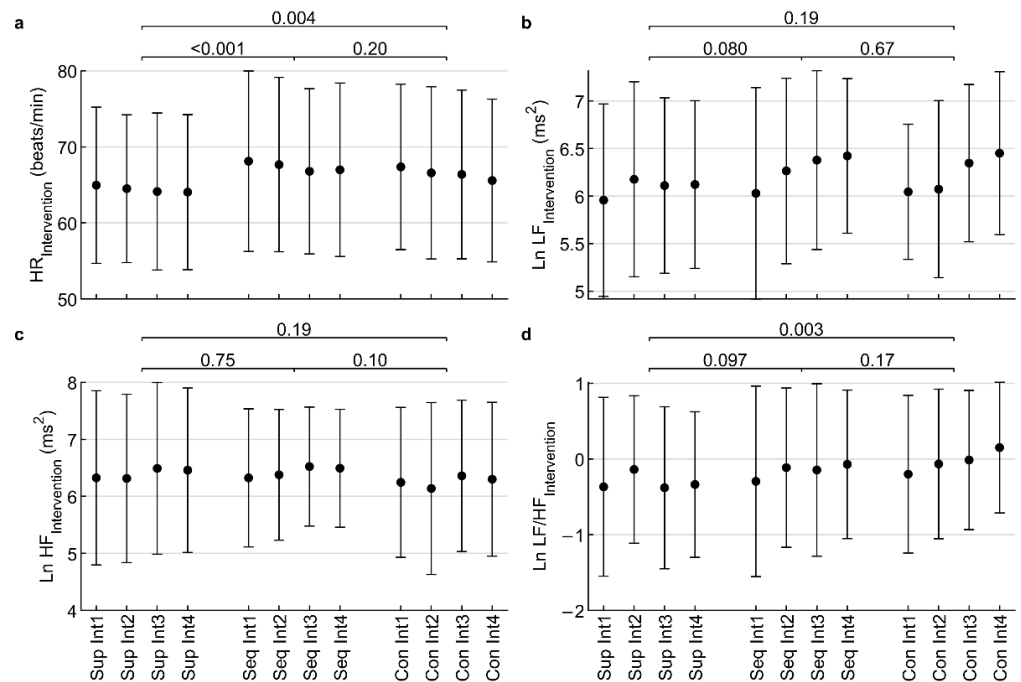 a
0.004
<0.001
0.20
80
70
60
50
HR_Intervention (beats/min)
b
0.19
0.080
0.67
7
6.5
6
5.5
5
Ln LF_Intervention (ms²)
c
0.19
0.75
0.10
8
7
6
5
4
Ln HF_Intervention (ms²)
Sup Int1
Sup Int2
Sup Int3
Sup Int4
Seq Int1
Seq Int2
Seq Int3
Seq Int4
Con Int1
Con Int2
Con Int3
Con Int4
d
0.003
0.097
0.17
1
0
−1
−2
Ln LF/HF_Intervention
Sup Int1
Sup Int2
Sup Int3
Sup Int4
Seq Int1
Seq Int2
Seq Int3
Seq Int4
Con Int1
Con Int2
Con Int3
Con Int4